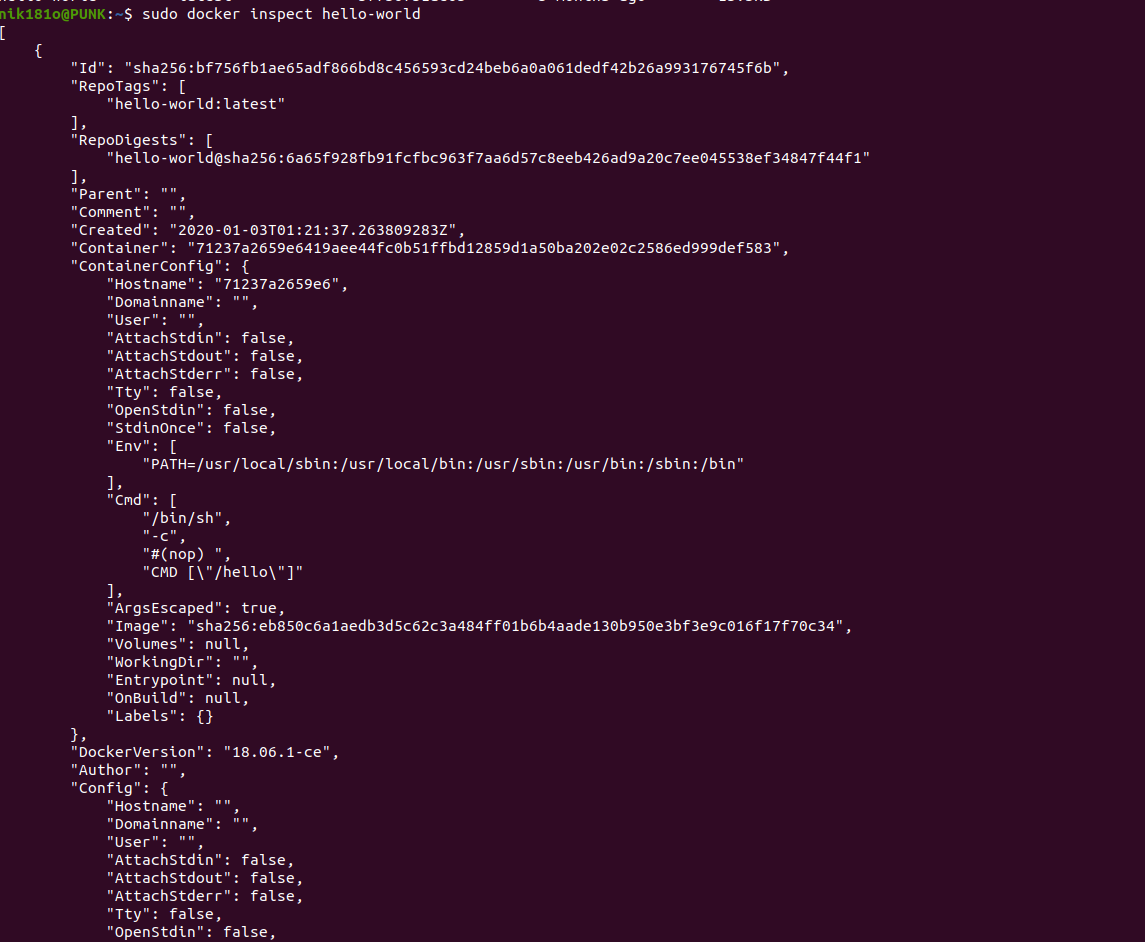 nik181o@PUNK:~$ sudo docker inspect hello-world
[
    {
        "Id": "sha256:bf756fb1ae65adf866bd8c456593cd24beb6a0a061dedf42b26a993176745f6b",
        "RepoTags": [
            "hello-world:latest"
        ],
        "RepoDigests": [
            "hello-world@sha256:6a65f928fb91fcfbc963f7aa6d57c8eeb426ad9a20c7ee045538ef34847f44f1"
        ],
        "Parent": "",
        "Comment": "",
        "Created": "2020-01-03T01:21:37.263809283Z",
        "Container": "71237a2659e6419aee44fc0b51ffbd12859d1a50ba202e02c2586ed999def583",
        "ContainerConfig": {
            "Hostname": "71237a2659e6",
            "Domainname": "",
            "User": "",
            "AttachStdin": false,
            "AttachStdout": false,
            "AttachStderr": false,
            "Tty": false,
            "OpenStdin": false,
            "StdinOnce": false,
            "Env": [
                "PATH=/usr/local/sbin:/usr/local/bin:/usr/sbin:/usr/bin:/sbin:/bin"
            ],
            "Cmd": [
                "/bin/sh",
                "-c",
                "#(nop) ",
                "CMD [\"/hello\"]"
            ],
            "ArgsEscaped": true,
            "Image": "sha256:eb850c6a1aedb3d5c62c3a484ff01b6b4aade130b950e3bf3e9c016f17f70c34",
            "Volumes": null,
            "WorkingDir": "",
            "Entrypoint": null,
            "OnBuild": null,
            "Labels": {}
        },
        "DockerVersion": "18.06.1-ce",
        "Author": "",
        "Config": {
            "Hostname": "",
            "Domainname": "",
            "User": "",
            "AttachStdin": false,
            "AttachStdout": false,
            "AttachStderr": false,
            "Tty": false,
            "OpenStdin": false,